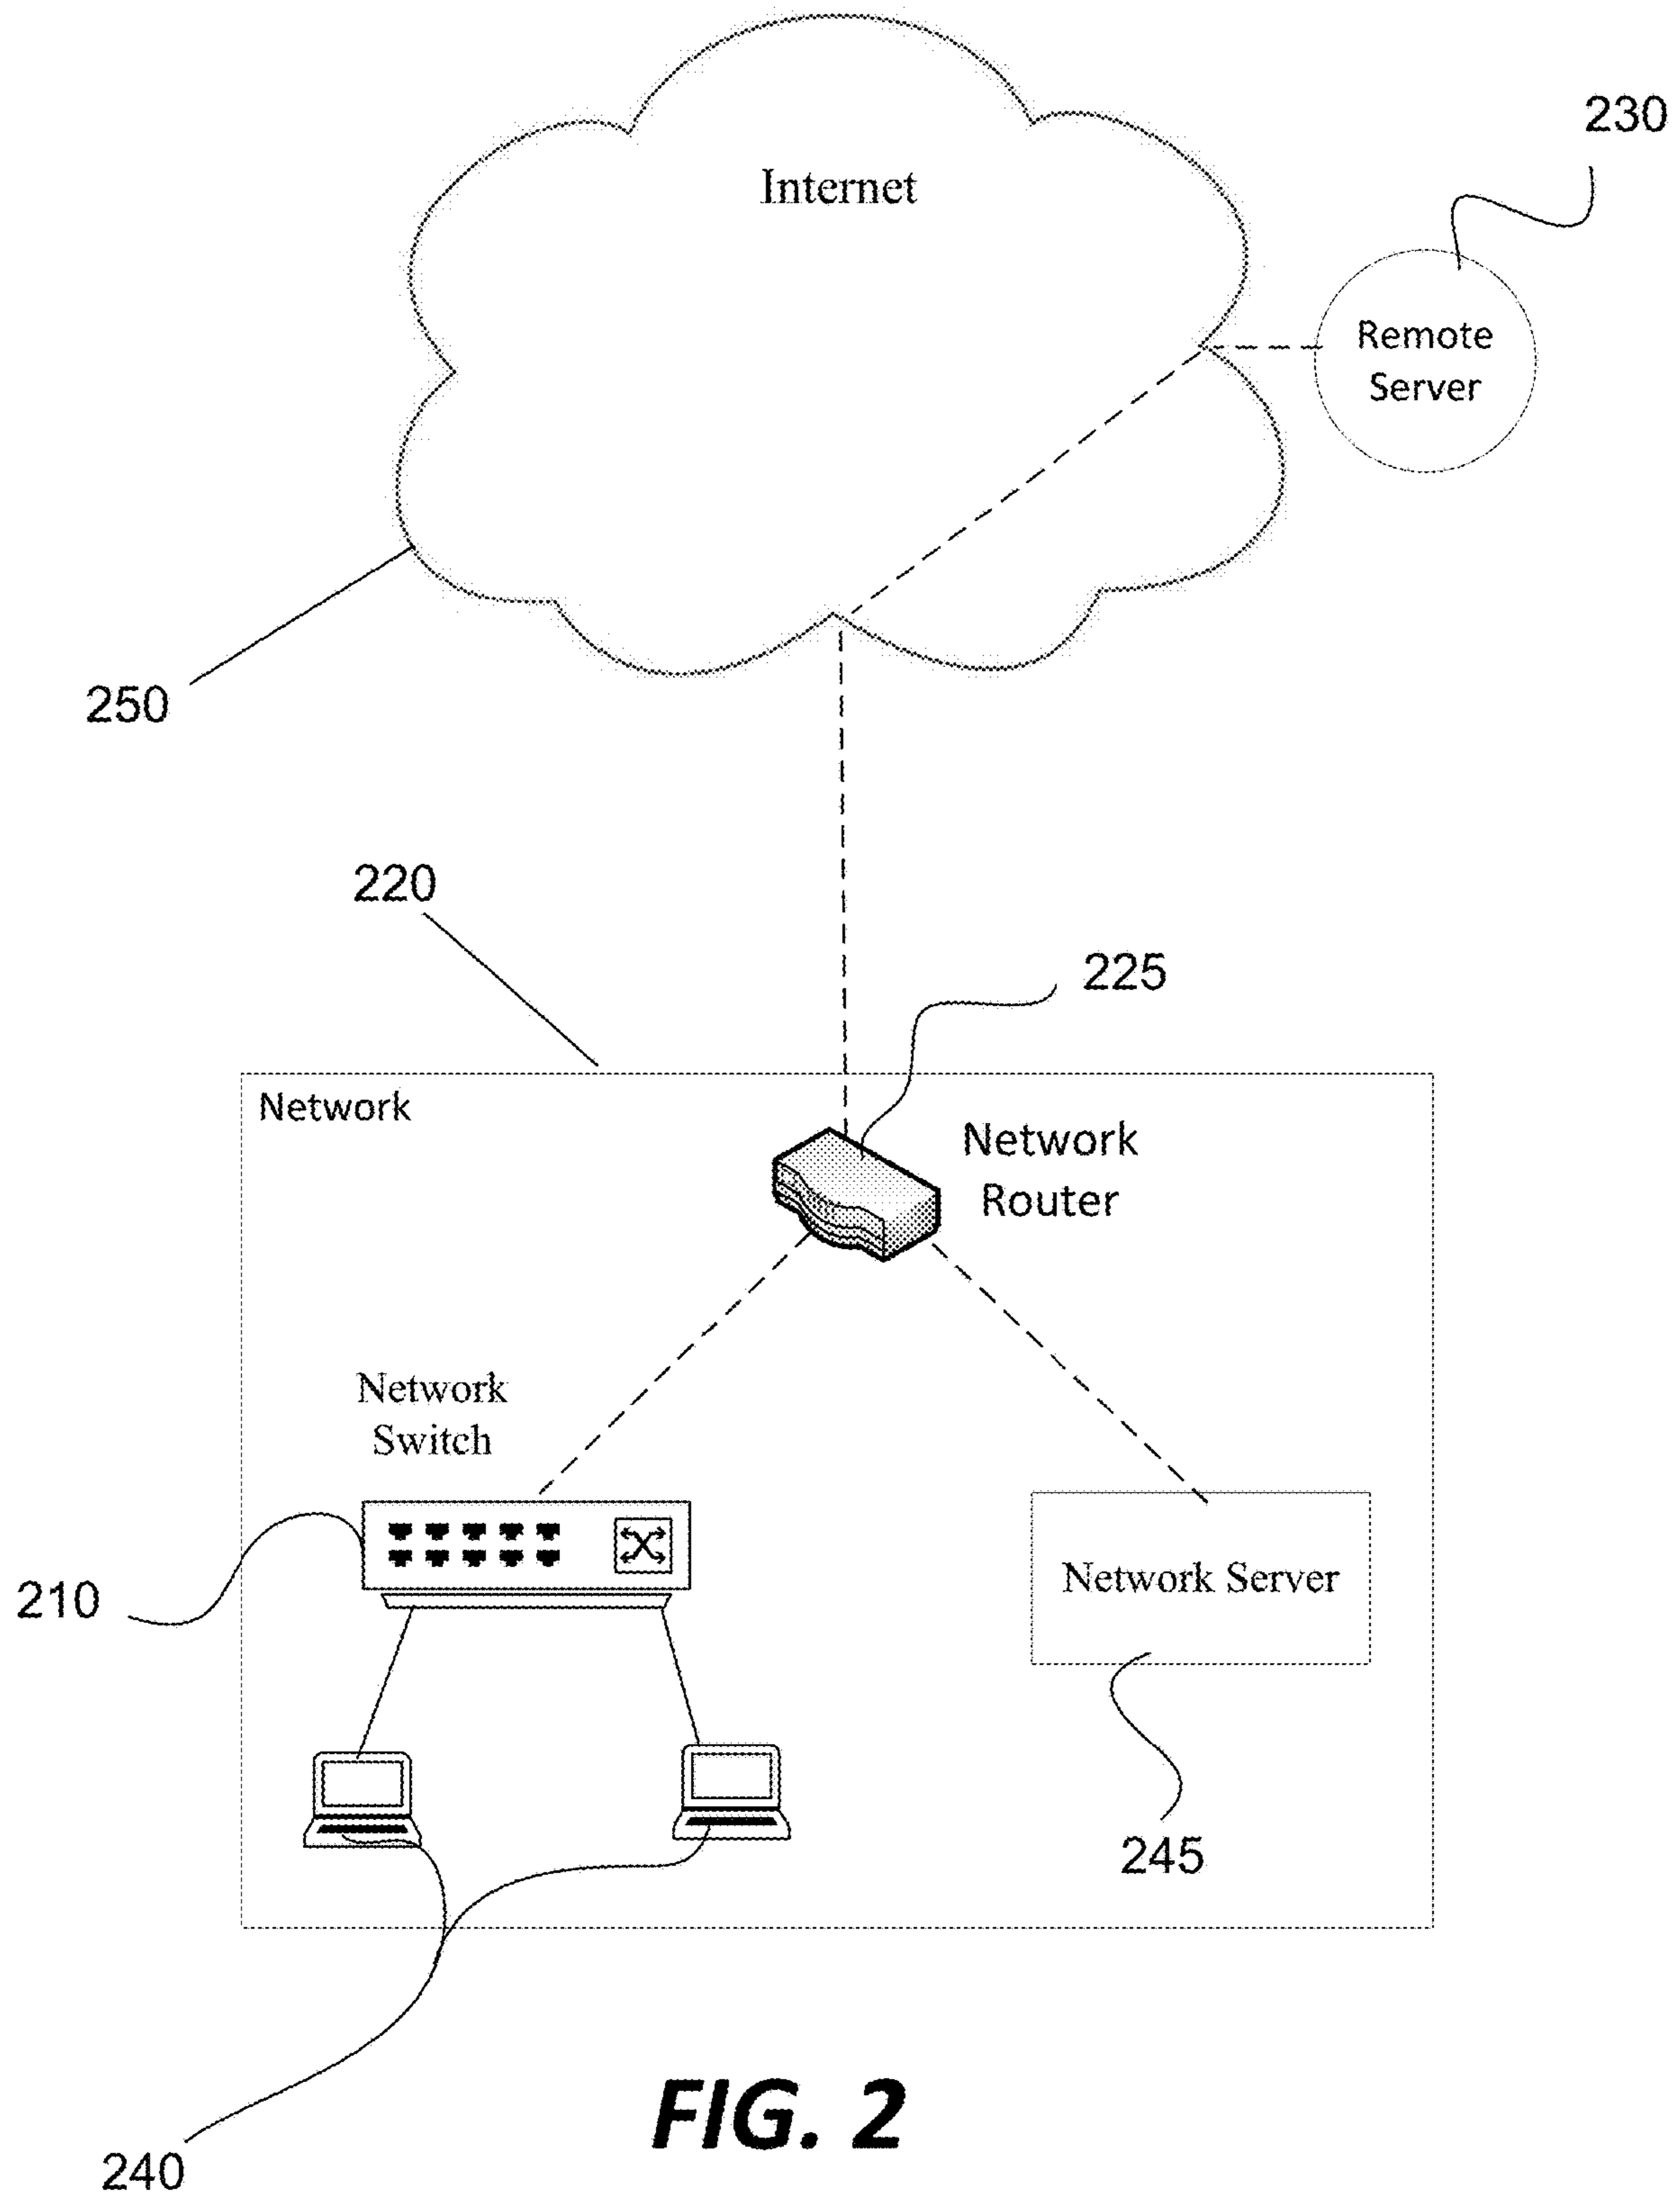 230
Internet
Remote
Server
250
220
225
Network
Network
Router
Network
Switch
210
Network Server
245
240
FIG. 2